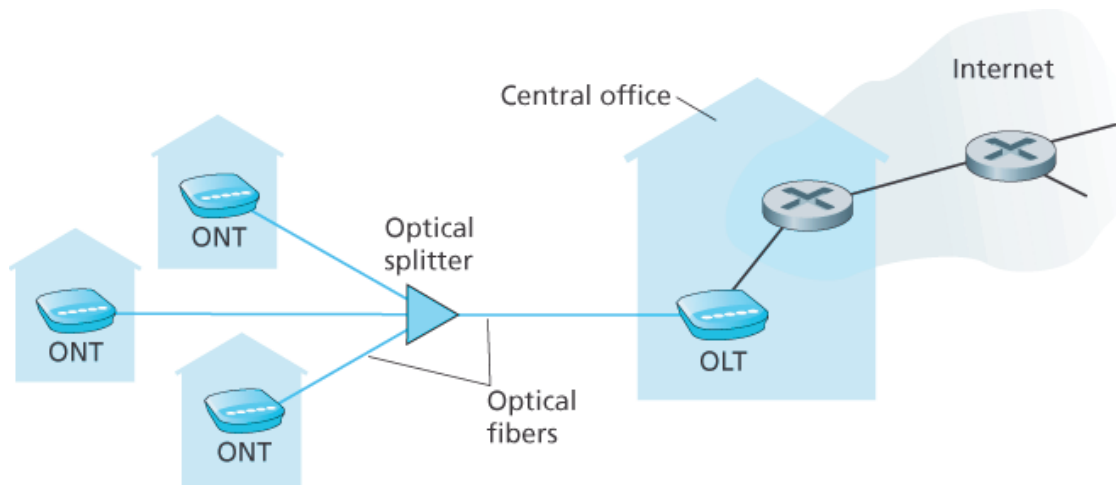 Internet
Central office
ONT
Optical
splitter
ONT
ONT
OLT
Optical
fibers